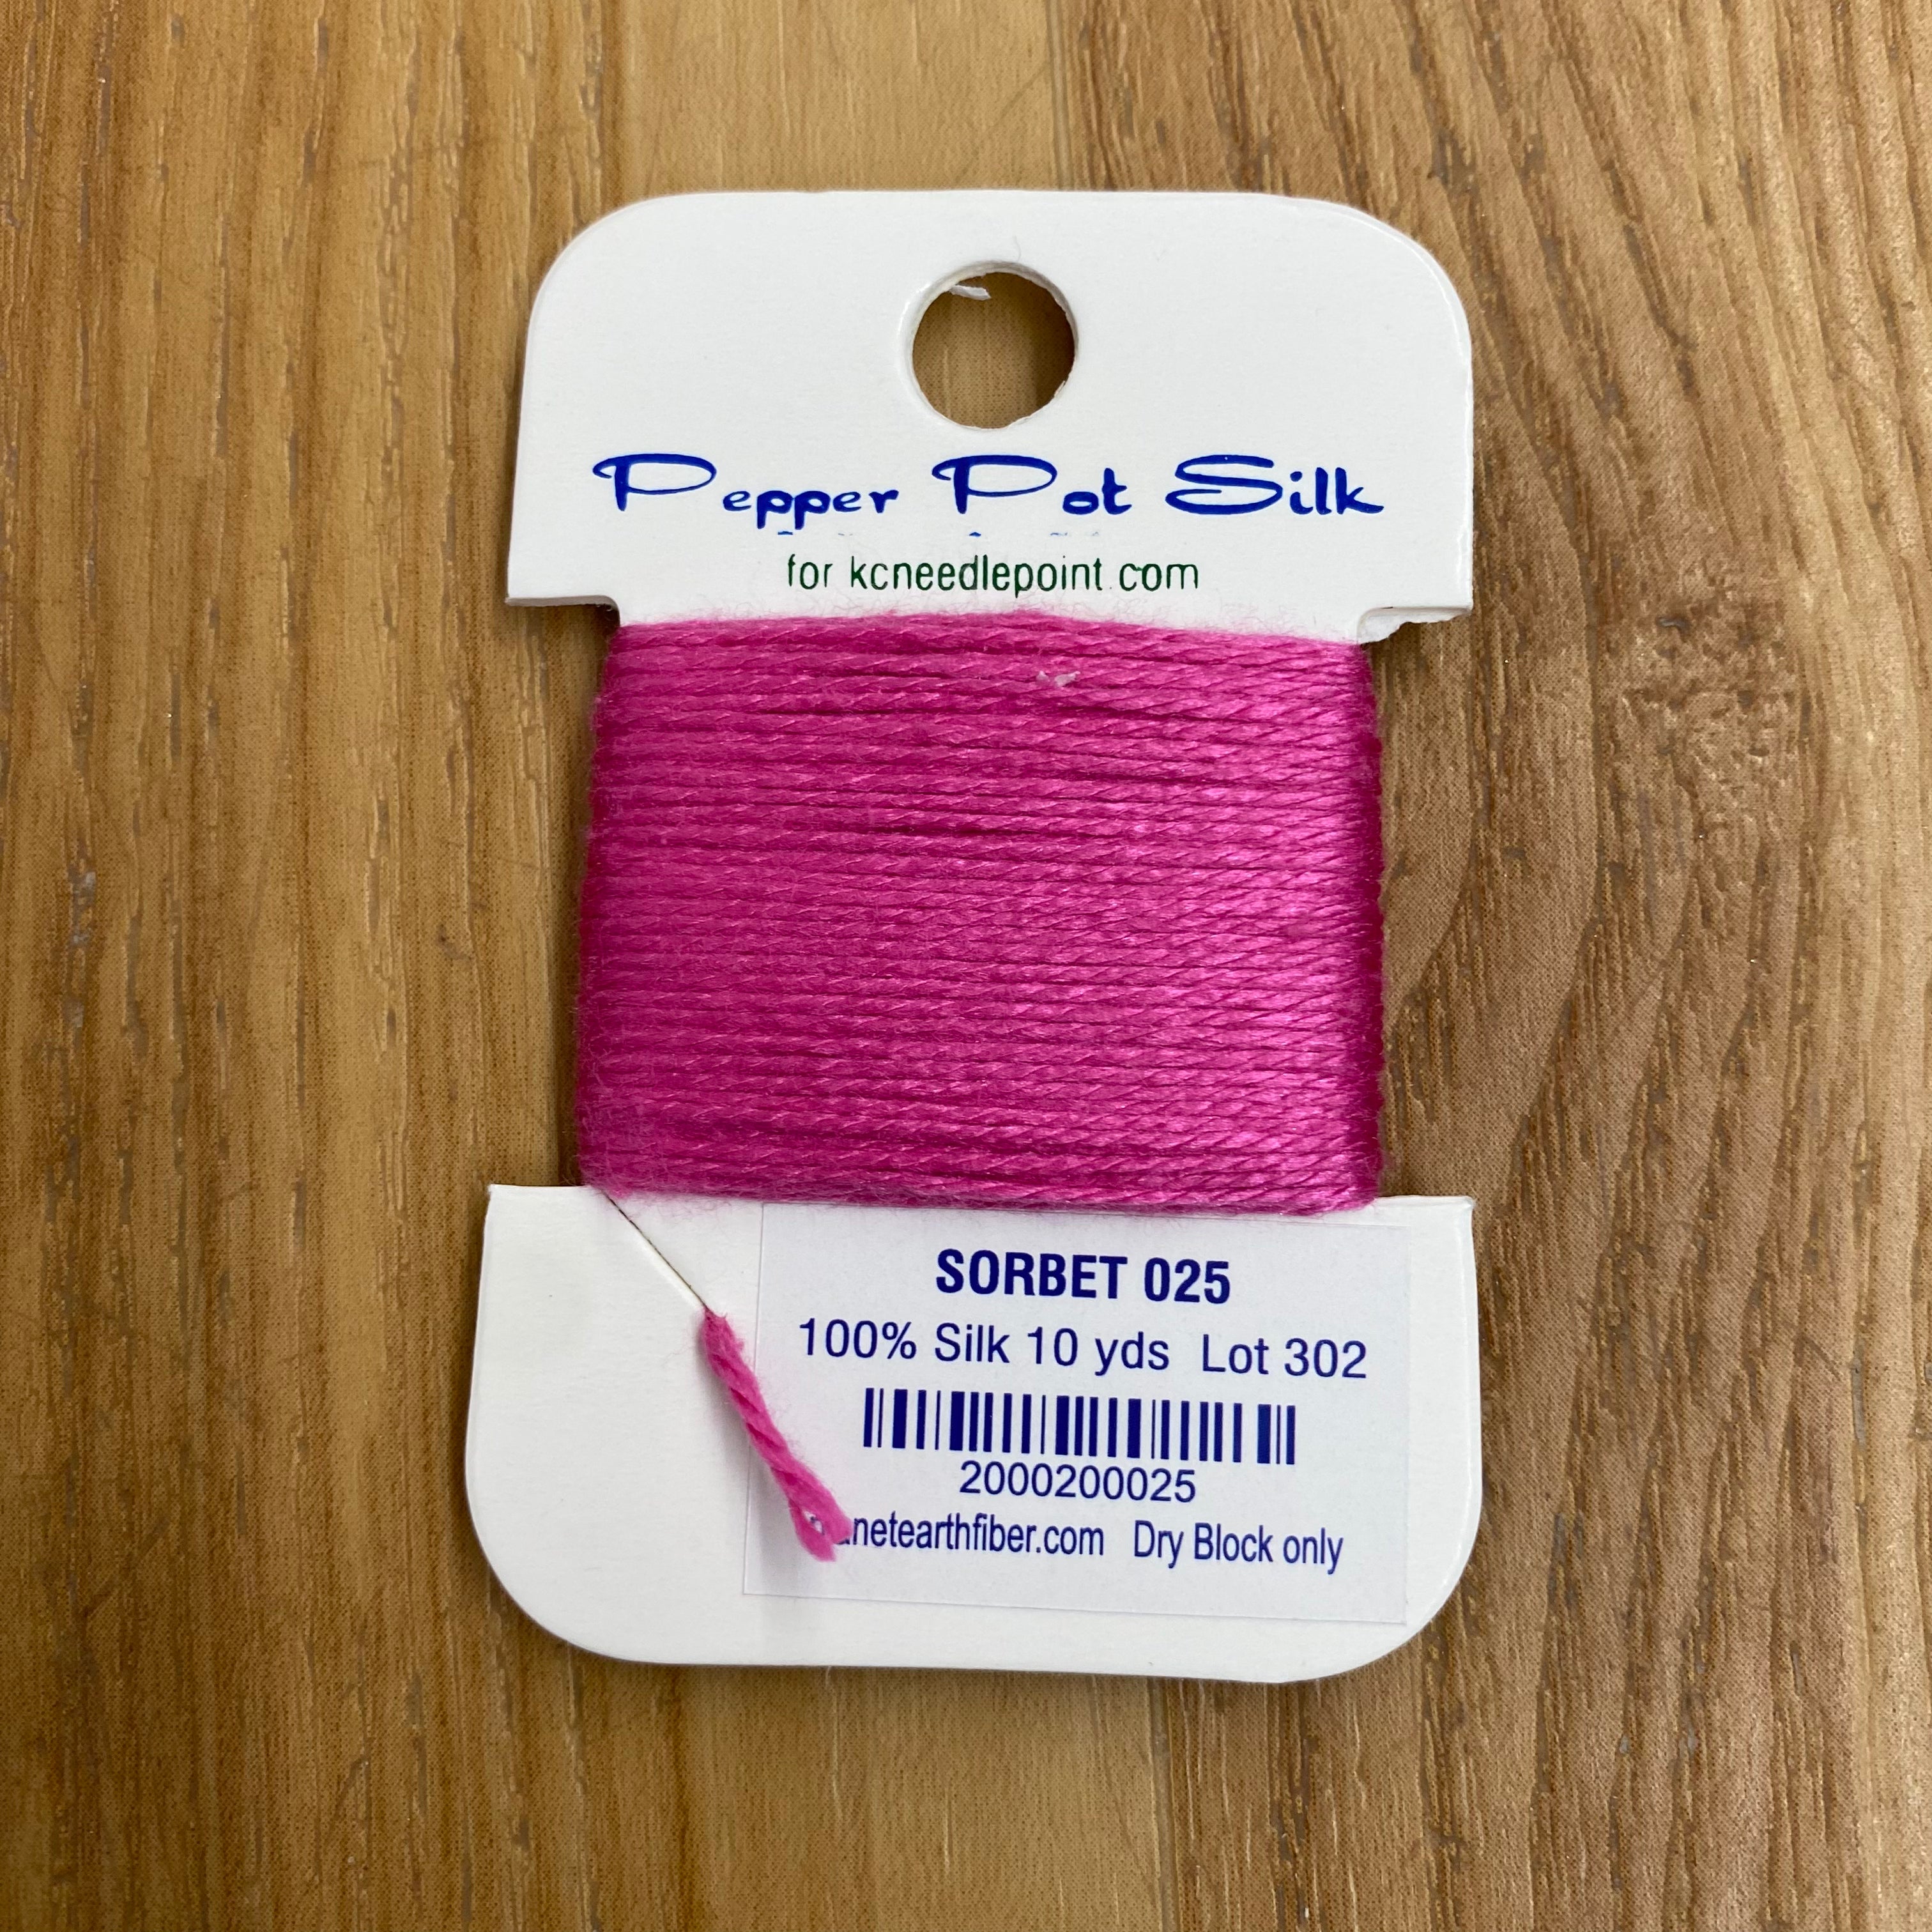 Pepper Pot Silk
for kcneedlepoint.com
SORBET 025
100% Silk 10 yds Lot 302
2000200025
anetearthfiber.com Dry Block only